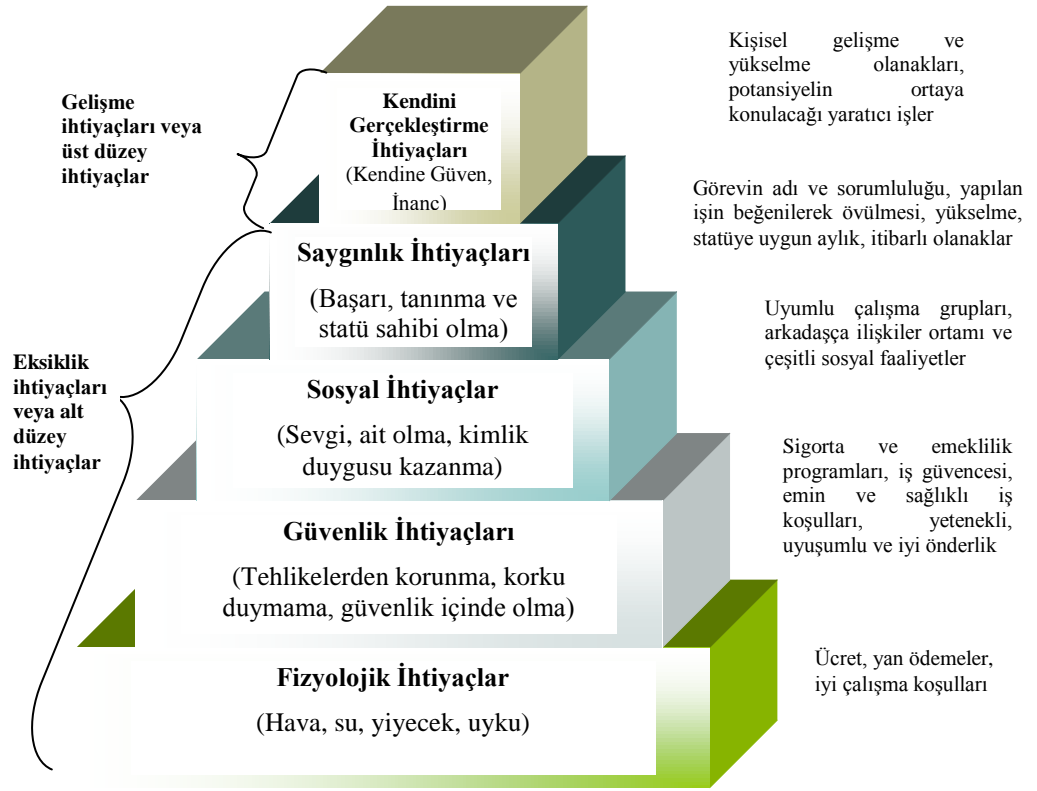 Kişisel gelişme ve
yükselme olanakları,
potansiyelin ortaya
konulacağı yaratıcı işler
Gelişme
ihtiyaçları veya
üst düzey
ihtiyaçlar
Kendini
Gerçekleştirme
İhtiyaçları
(Kendine Güven,
İnanç)
Görevin adı ve sorumluluğu, yapılan
işin beğenilerek övülmesi, yükselme,
statüye uygun aylık, itibarlı olanaklar
Saygınlık İhtiyaçları
(Başarı, tanınma ve
statü sahibi olma)
Uyumlu çalışma grupları,
arkadaşça ilişkiler ortamı ve
çeşitli sosyal faaliyetler
Eksiklik
ihtiyaçları
veya alt
düzey
ihtiyaçlar
Sosyal İhtiyaçlar
(Sevgi, ait olma, kimlik
duygusu kazanma)
Sigorta ve emeklilik
programları, iş güvencesi,
emin ve sağlıklı iş
koşulları, yetenekli,
uyuşumlu ve iyi önderlik
Güvenlik İhtiyaçları
(Tehlikelerden korunma, korku
duymama, güvenlik içinde olma)
Ücret, yan ödemeler,
iyi çalışma koşulları
Fizyolojik İhtiyaçlar
(Hava, su, yiyecek, uyku)